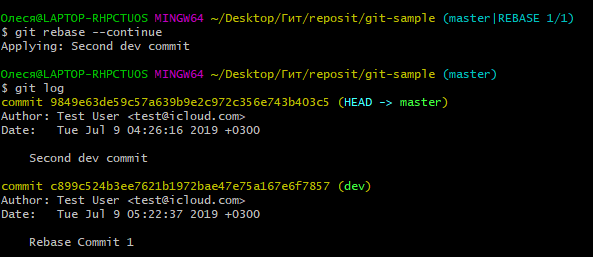 Олеся@LAPTOP-RHPCTUOS MINGW64 ~/Desktop/Гит/reposit/git-sample (master|REBASE 1/1)
$ git rebase --continue
Applying: Second dev commit
Олеся@LAPTOP-RHPCTUOS MINGW64 ~/Desktop/Гит/reposit/git-sample (master)
$ git log
commit 9849e63de59c57a639b9e2c972c356e743b403c5 (HEAD -> master)
Author: Test User <test@icloud.com>
Date:   Tue Jul 9 04:26:16 2019 +0300
Second dev commit
commit c899c524b3ee7621b1972bae47e75a167e6f7857 (dev)
Author: Test User <test@icloud.com>
Date:   Tue Jul 9 05:22:37 2019 +0300
Rebase Commit 1